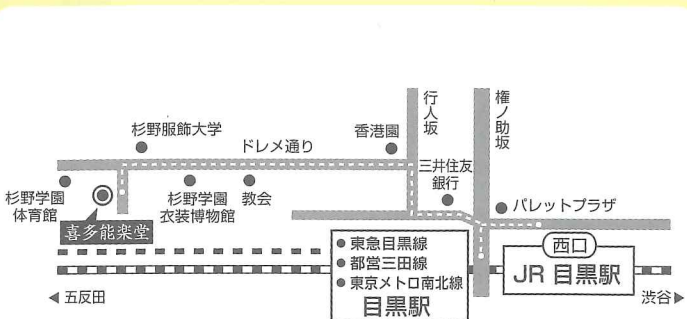 行人坂
権ノ助坂
杉野服飾大学
ドレメ通り
香港園
三井住友
銀行
杉野学園
体育館
喜多能楽堂
杉野学園
衣装博物館
教会
パレットプラザ
東急目黒線
都営三田線
東京メトロ南北線
目黒駅
西口
JR 目黒駅
五反田
渋谷